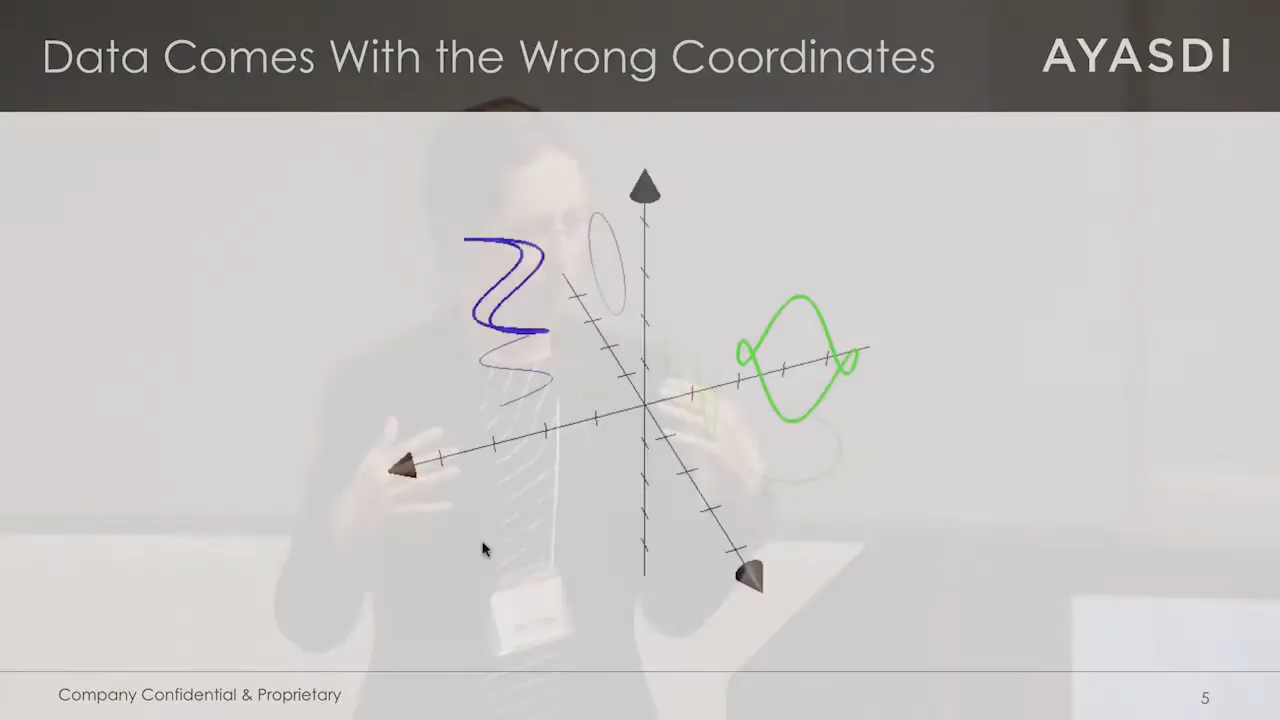 Data Comes With the Wrong Coordinates
AYASDI
Company Confidential & Proprietary
5